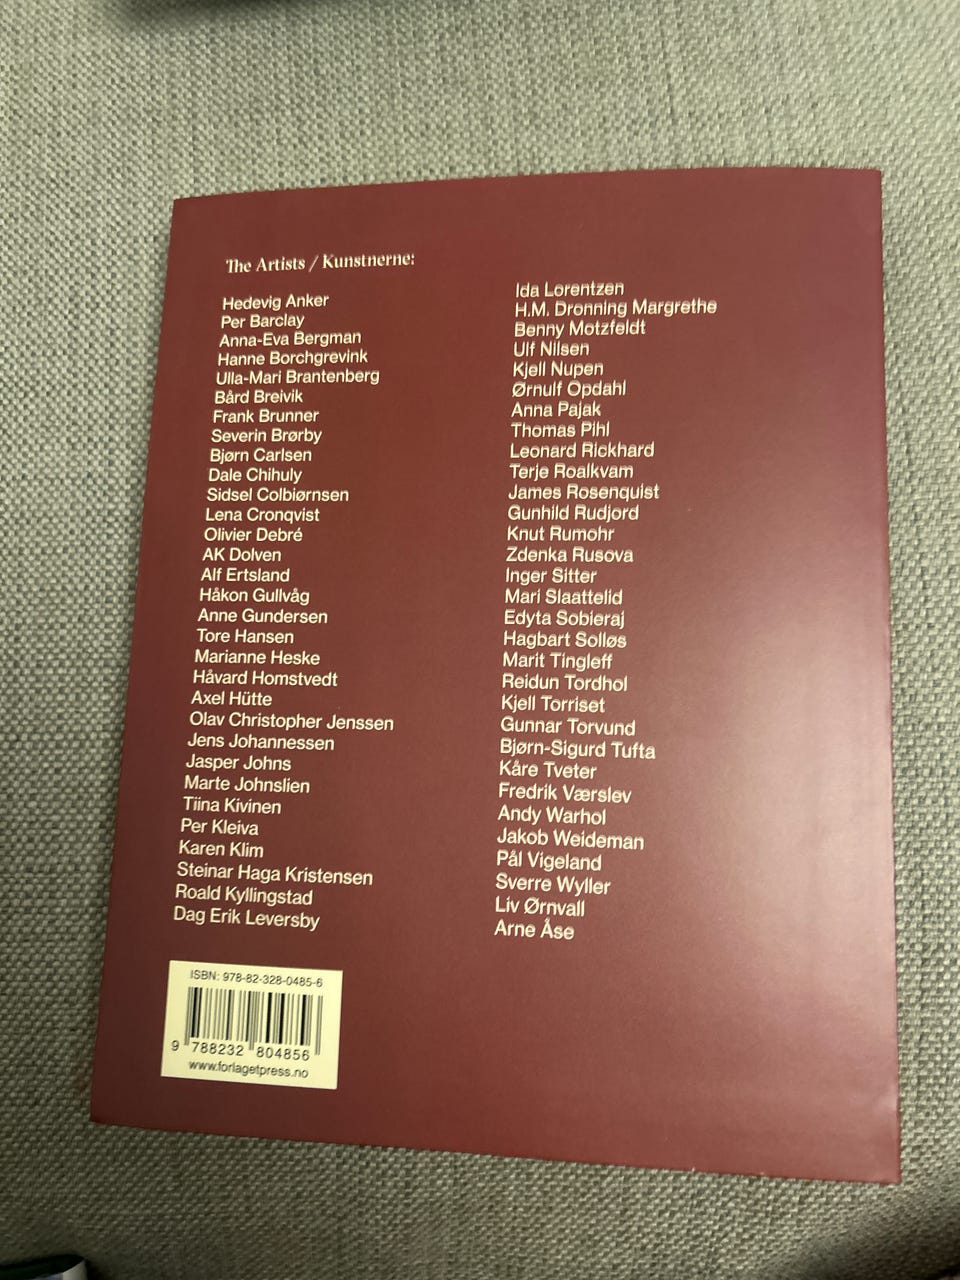 The Artists / Kunstnerne:
Hedevig Anker
Per Barclay
Anna-Eva Bergman
Hanne Borchgrevink
Ulla-Mari Brantenberg
Bård Breivik
Frank Brunner
Severin Brørby
Bjørn Carlsen
Dale Chihuly
Sidsel Colbiørnsen
Lena Cronqvist
Olivier Debré
AK Dolven
Alf Ertsland
Håkon Gullvåg
Anne Gundersen
Tore Hansen
Marianne Heske
Håvard Homstvedt
Axel Hütte
Olav Christopher Jenssen
Jens Johannessen
Jasper Johns
Marte Johnslien
Tiina Kivinen
Per Kleiva
Karen Klim
Steinar Haga Kristensen
Roald Kyllingstad
Dag Erik Leversby
Ida Lorentzen
H.M. Dronning Margrethe
Benny Motzfeldt
Ulf Nilsen
Kjell Nupen
Ørnulf Opdahl
Anna Pajak
Thomas Pihl
Leonard Rickhard
Terje Roalkvam
James Rosenquist
Gunhild Rudjord
Knut Rumohr
Zdenka Rusova
Inger Sitter
Mari Slaattelid
Edyta Sobieraj
Hagbart Solløs
Marit Tingleff
Reidun Tordhol
Kjell Torriset
Gunnar Torvund
Bjørn-Sigurd Tufta
Kåre Tveter
Fredrik Værslev
Andy Warhol
Jakob Weideman
Pål Vigeland
Sverre Wyller
Liv Ørnvall
Arne Åse
ISBN: 978-82-328-0485-6
9 788232 804856
www.forlagetpress.no